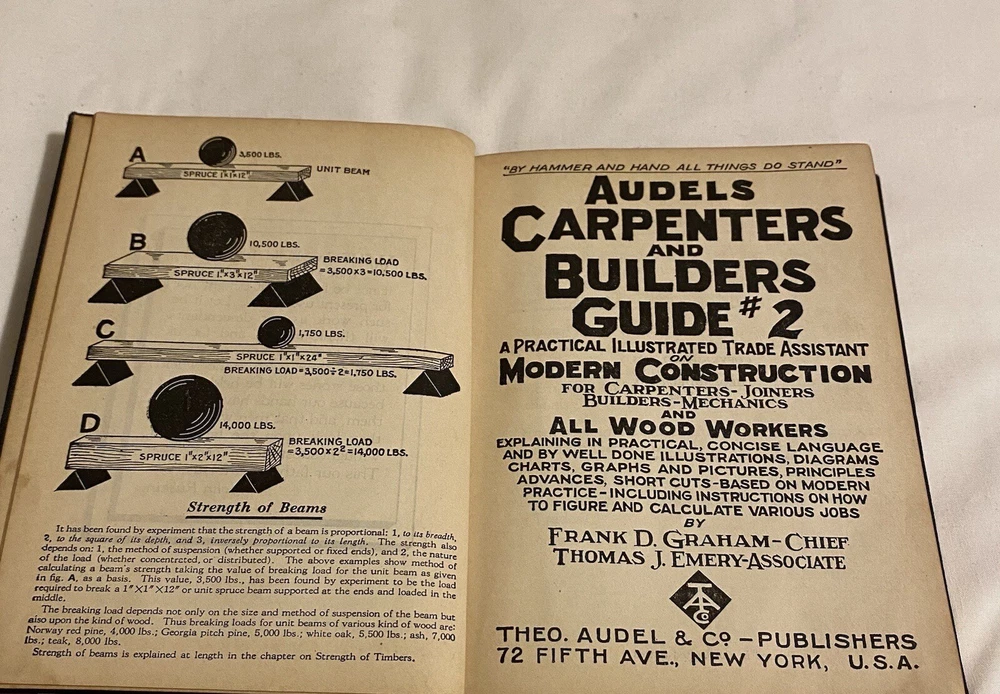 A
3,500 LBS.
SPRUCE 1"x1"x12"
UNIT BEAM
B
10,500 LBS.
SPRUCE 1"x3"x12"
BREAKING LOAD
=3,500×3=10,500 LBS.
C
1,750 LBS.
SPRUCE 1"x1"x24"
BREAKING LOAD=3,500÷2=1,750 LBS.
D
14,000 LBS.
SPRUCE 1"x2"x12"
BREAKING LOAD
=3,500×2²=14,000 LBS.
Strength of Beams
It has been found by experiment that the strength of a beam is proportional: 1, to its breadth,
2, to the square of its depth, and 3, inversely proportional to its length. The strength also
depends on: 1, the method of suspension (whether supported or fixed ends), and 2, the nature
of the load (whether concentrated, or distributed). The above examples show method of
calculating a beam's strength taking the value of breaking load for the unit beam as given
in fig. A, as a basis. This value, 3,500 lbs., has been found by experiment to be the load
required to break a 1"×1"×12" or unit spruce beam supported at the ends and loaded in the
middle.
The breaking load depends not only on the size and method of suspension of the beam but
also upon the kind of wood. Thus breaking loads for unit beams of various kind of wood are:
Norway red pine, 4,000 lbs.; Georgia pitch pine, 5,000 lbs.; white oak, 5,500 lbs.; ash, 7,000
lbs.; teak, 8,000 lbs.
Strength of beams is explained at length in the chapter on Strength of Timbers.
"BY HAMMER AND HAND ALL THINGS DO STAND"
AUDELS
CARPENTERS
AND
BUILDERS
GUIDE #2
A PRACTICAL ILLUSTRATED TRADE ASSISTANT
ON
MODERN CONSTRUCTION
FOR CARPENTERS-JOINERS
BUILDERS-MECHANICS
AND
ALL WOOD WORKERS
EXPLAINING IN PRACTICAL, CONCISE LANGUAGE
AND BY WELL DONE ILLUSTRATIONS, DIAGRAMS
CHARTS, GRAPHS AND PICTURES, PRINCIPLES
ADVANCES, SHORT CUTS-BASED ON MODERN
PRACTICE-INCLUDING INSTRUCTIONS ON HOW
TO FIGURE AND CALCULATE VARIOUS JOBS
BY
FRANK D. GRAHAM-CHIEF
THOMAS J. EMERY-ASSOCIATE
TA Co
THEO. AUDEL & Co. - PUBLISHERS
72 FIFTH AVE., NEW YORK, U.S.A.